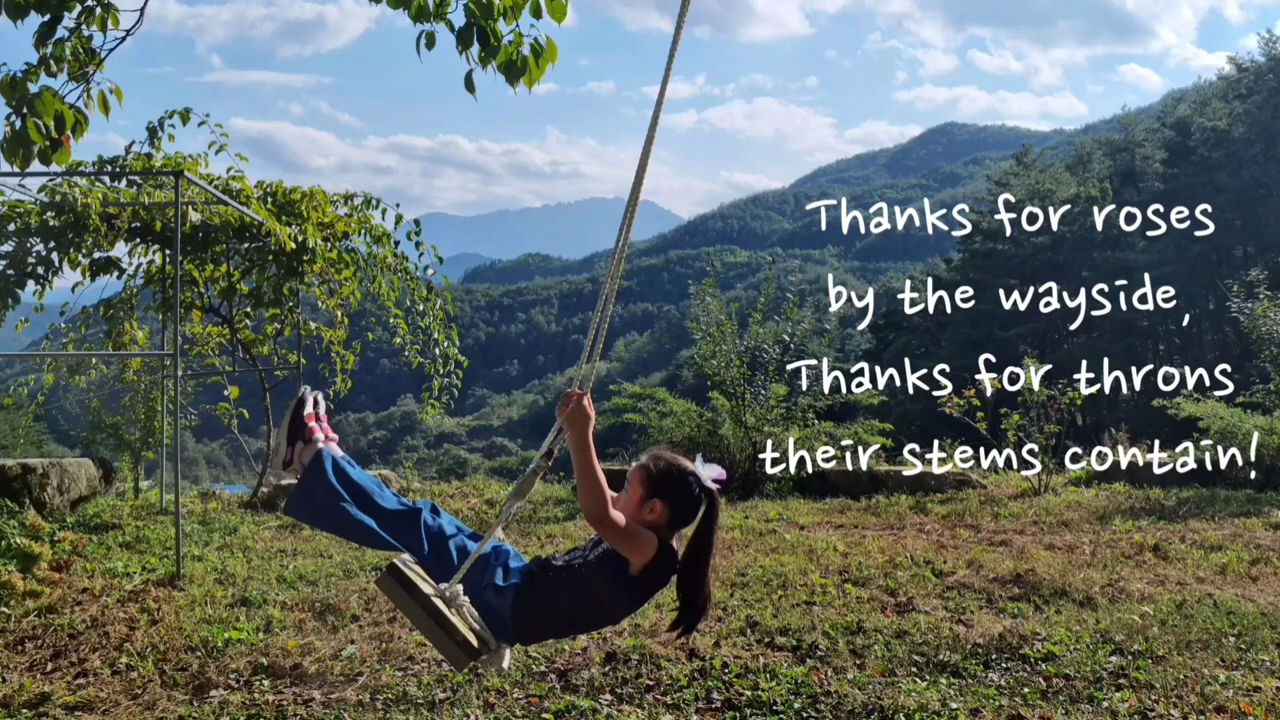 Thanks for roses
by the wayside,
Thanks for throns
their stems contain!